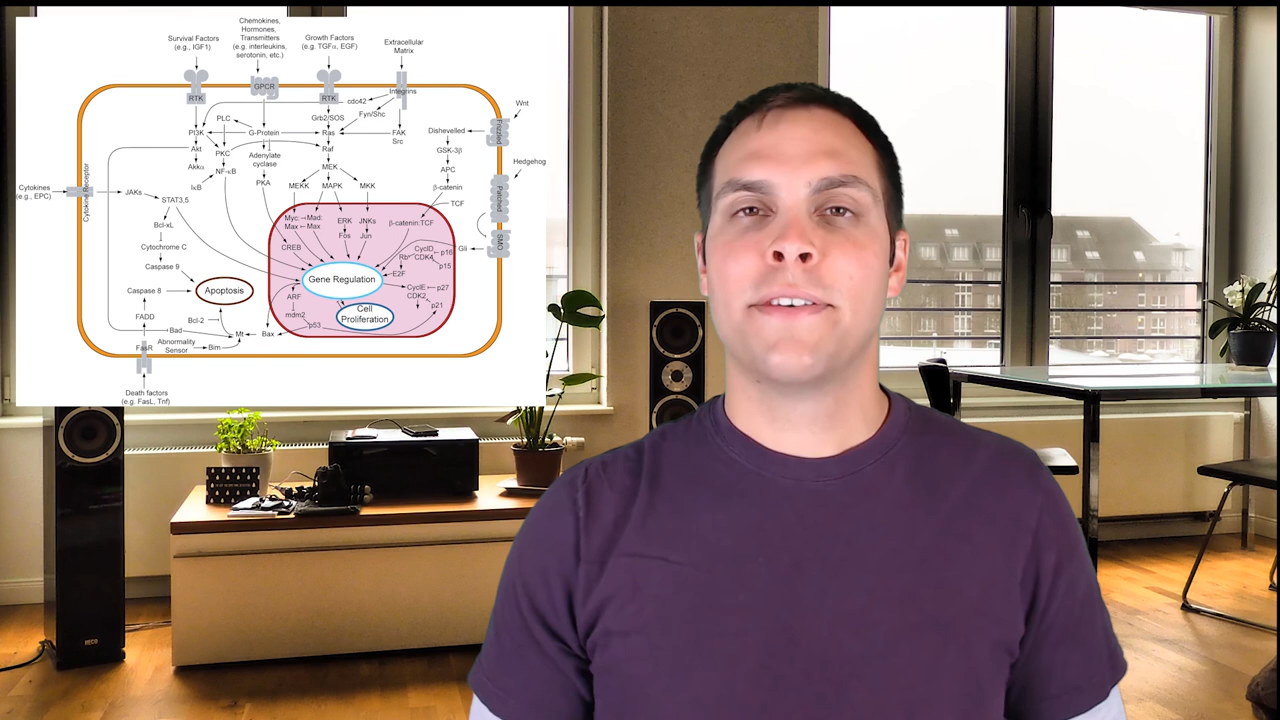 Survival Factors
(e.g., IGF1)
Chemokines,
Hormones,
Transmitters
(e.g. interleukins,
serotonin, etc.)
Growth Factors
(e.g. TGFα, EGF)
Extracellular
Matrix
RTK
GPCR
RTK
Integrins
cdc42
Wnt
PLC
Grb2/SOS
Fyn/Shc
PI3K
G-Protein
Ras
FAK
Src
Dishevelled
Frizzled
Akt
PKC
Adenylate
cyclase
Raf
GSK-3β
Hedgehog
Akkα
NF-κB
MEK
APC
IκB
PKA
MEKK
MAPK
MKK
β-catenin
Patched
Cytokines
(e.g., EPC)
Cytokine Receptor
JAKs
STAT3,5
TCF
Myc
Mad:
Max
Max
ERK
Fos
JNKs
Jun
β-catenin:TCF
Bcl-xL
SMO
Cytochrome C
CREB
CycID
Rb
CDK4
p16
Gli
p15
Caspase 9
Gene Regulation
E2F
Caspase 8
Apoptosis
ARF
CyclE
p27
CDK2
p21
FADD
Bcl-2
mdm2
Cell
Proliferation
p53
Bad
Mt
Bax
Abnormality
Sensor
Bim
FasR
Death factors
(e.g. FasL, Tnf)
HECO